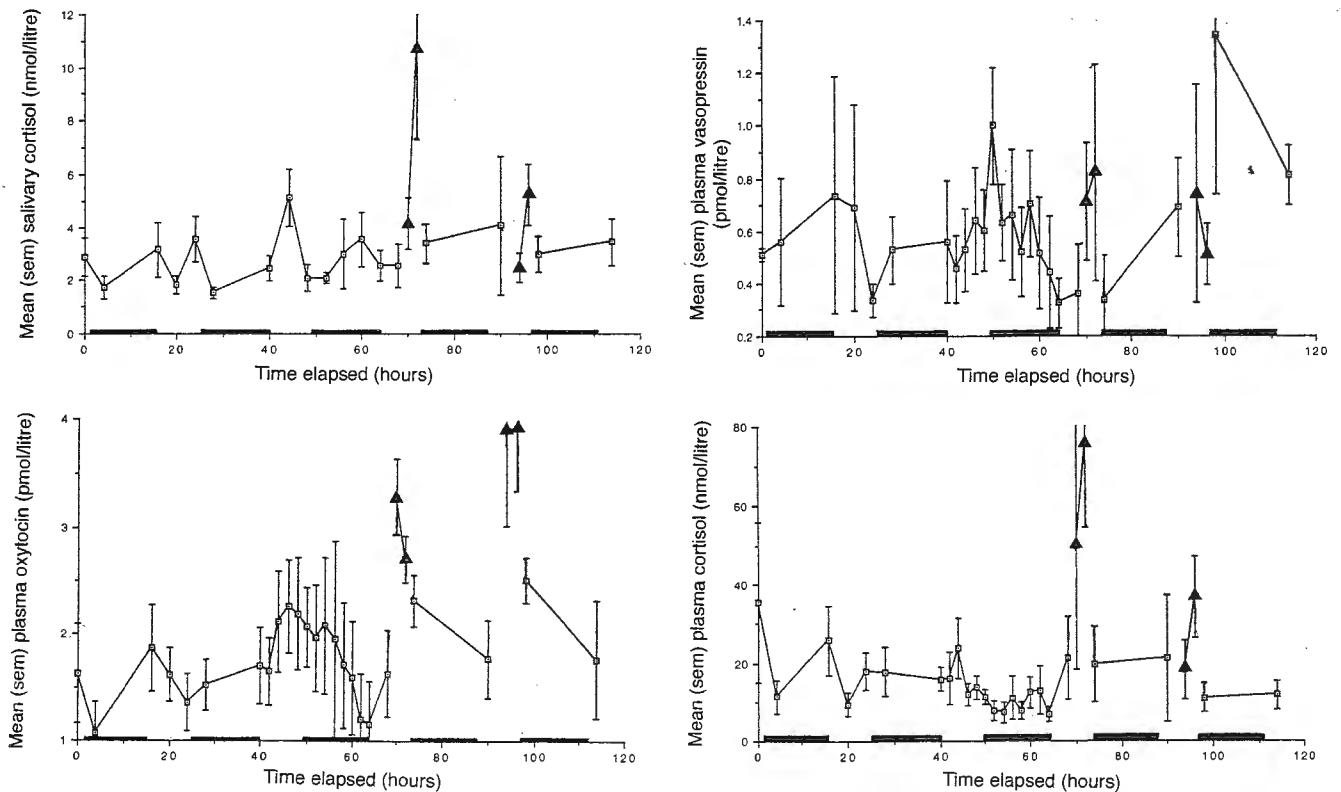 Mean (sem) salivary cortisol (nmol/litre)
12
10
8
6
4
2
0
0 20 40 60 80 100 120
Time elapsed (hours)
Mean (sem) plasma vasopressin
(pmol/litre)
1.4
1.2
1.0
0.8
0.6
0.4
0.2
0 20 40 60 80 100 120
Time elapsed (hours)
Mean (sem) plasma oxytocin (pmol/litre)
4
3
2
1
0 20 40 60 80 100 120
Time elapsed (hours)
Mean (sem) plasma cortisol (nmol/litre)
80
60
40
20
0
0 20 40 60 80 100 120
Time elapsed (hours)